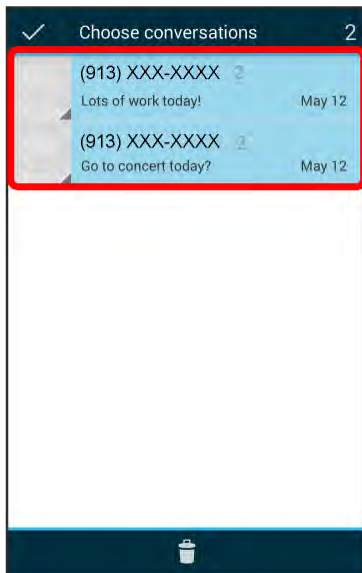 Choose conversations 2
(913) XXX-XXXX 2
Lots of work today! May 12
(913) XXX-XXXX 2
Go to concert today? May 12